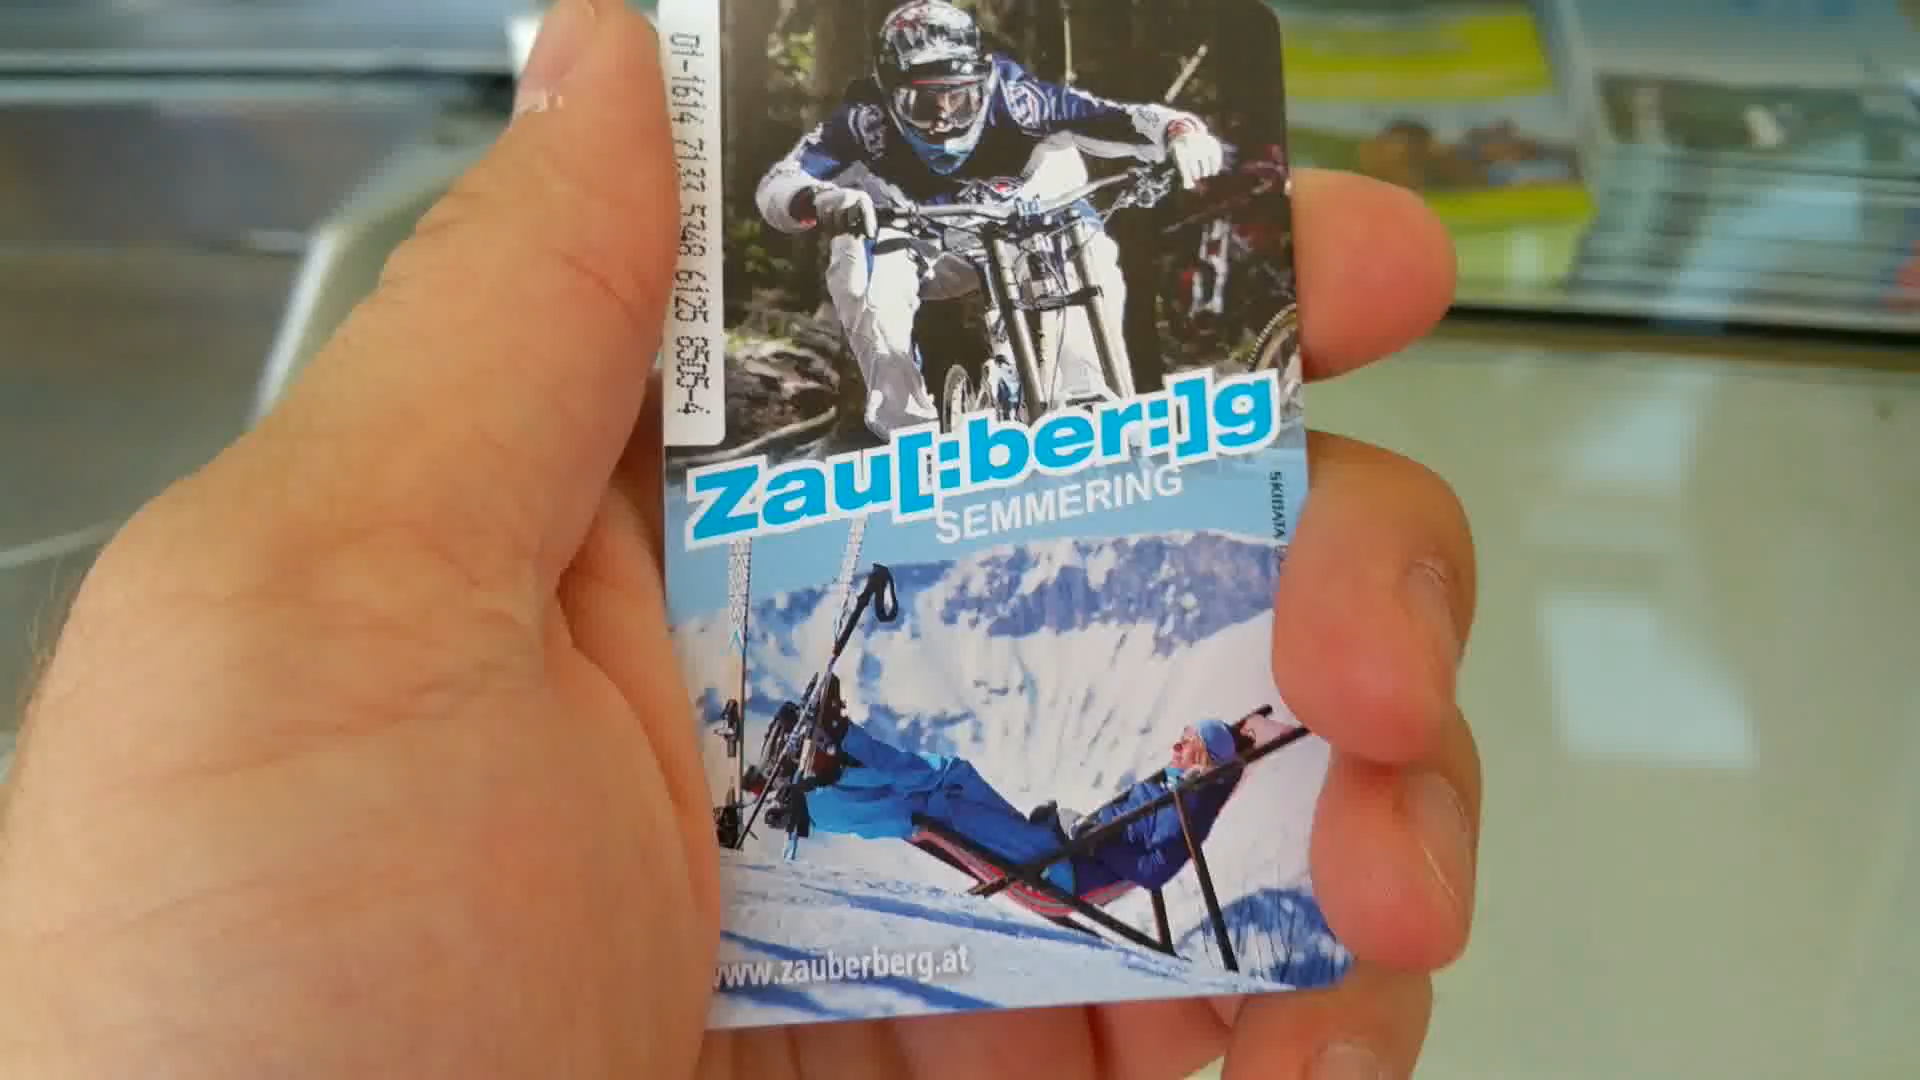 01-1614 7133 5348 6125 8505-4
Zau[:ber:]g
SEMMERING
SKIDATA
www.zauberberg.at